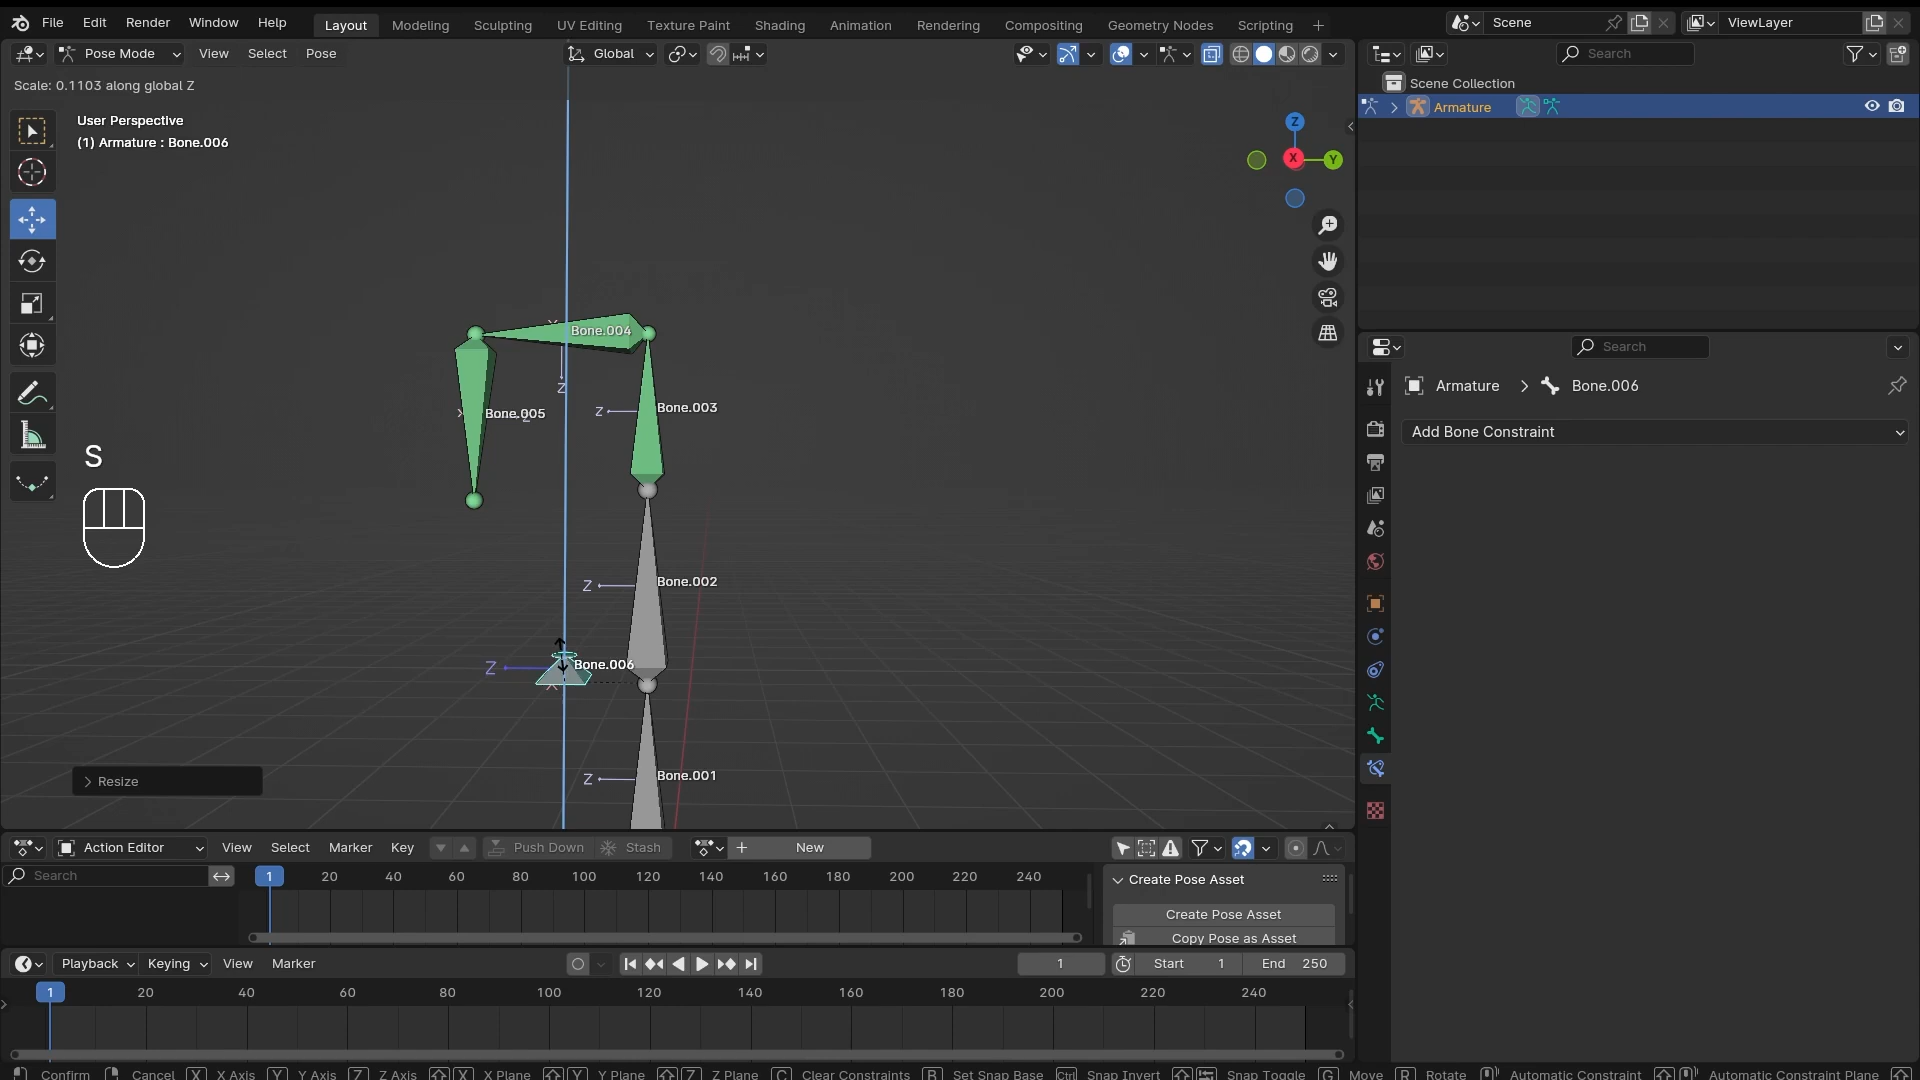 File Edit Render Window Help Layout Modeling Sculpting UV Editing Texture Paint Shading Animation Rendering Compositing Geometry Nodes Scripting + Scene ViewLayer
Pose Mode View Select Pose Global Search
Scale: 0.1103 along global Z
Scene Collection
Armature
User Perspective
(1) Armature : Bone.006
Z
X Y
Bone.004
Search
Z
Armature > Bone.006
Bone.003
Z
X Bone.005
Add Bone Constraint
S
Bone.002
Z
Bone.006
Z
X
Bone.001
Z
> Resize
Action Editor View Select Marker Key Push Down Stash + New
Search 1 20 40 60 80 100 120 140 160 180 200 220 240 Create Pose Asset
Create Pose Asset
Copy Pose as Asset
Playback Keying View Marker 1 Start 1 End 250
1 20 40 60 80 100 120 140 160 180 200 220 240
Confirm Cancel X X Axis Y Y Axis Z Z Axis X X Plane Y Y Plane Z Z Plane C Clear Constraints B Set Snap Base Ctrl Snap Invert Snap Toggle G Move R Rotate Automatic Constraint Automatic Constraint Plane